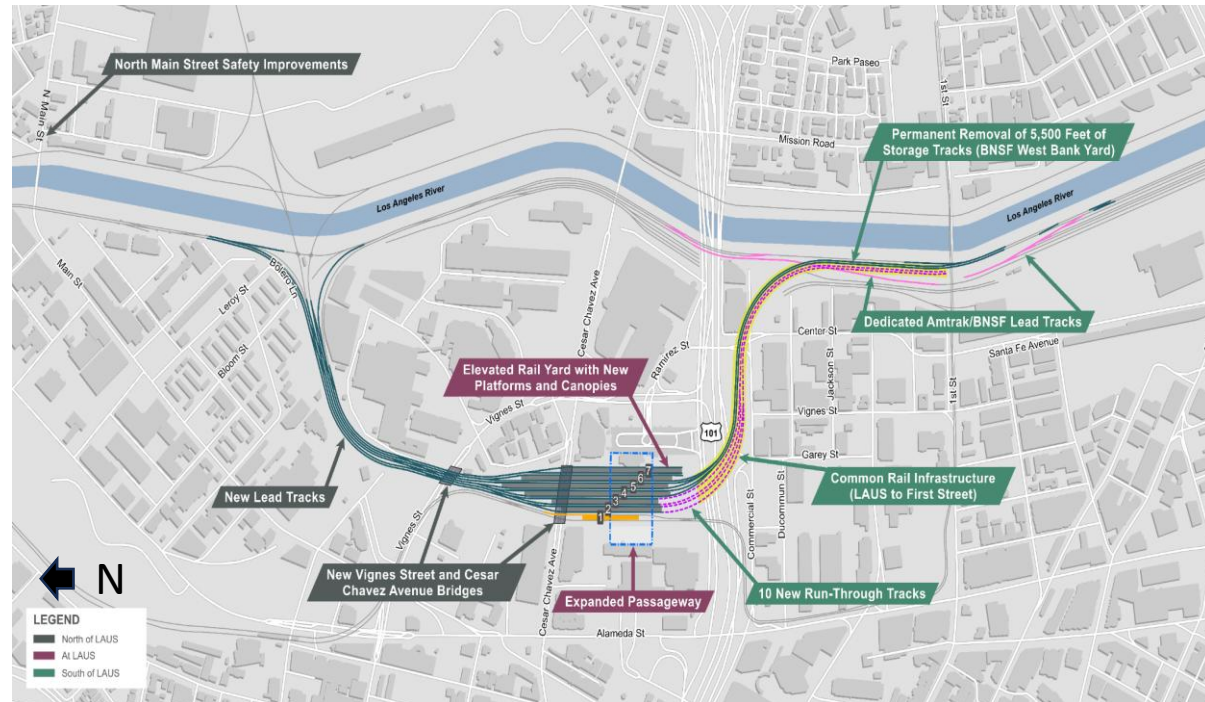 North Main Street Safety Improvements
N Main St
Park Paseo
1st St
Mission Road
Permanent Removal of 5,500 Feet of
Storage Tracks (BNSF West Bank Yard)
Los Angeles River
Los Angeles River
Main St
Leroy St
Bolero Ln
Bloom St
Cesar Chavez Ave
Ramirez St
Center St
Dedicated Amtrak/BNSF Lead Tracks
Santa Fe Avenue
Jackson St
1st St
Elevated Rail Yard with New
Platforms and Canopies
Vignes St
Vignes St
101
Garey St
New Lead Tracks
Common Rail Infrastructure
(LAUS to First Street)
7
6
5
4
3
2
1
Vignes St
Commercial St
Ducommun St
New Vignes Street and Cesar
Chavez Avenue Bridges
Cesar Chavez Ave
Expanded Passageway
10 New Run-Through Tracks
Alameda St
N
LEGEND
North of LAUS
At LAUS
South of LAUS